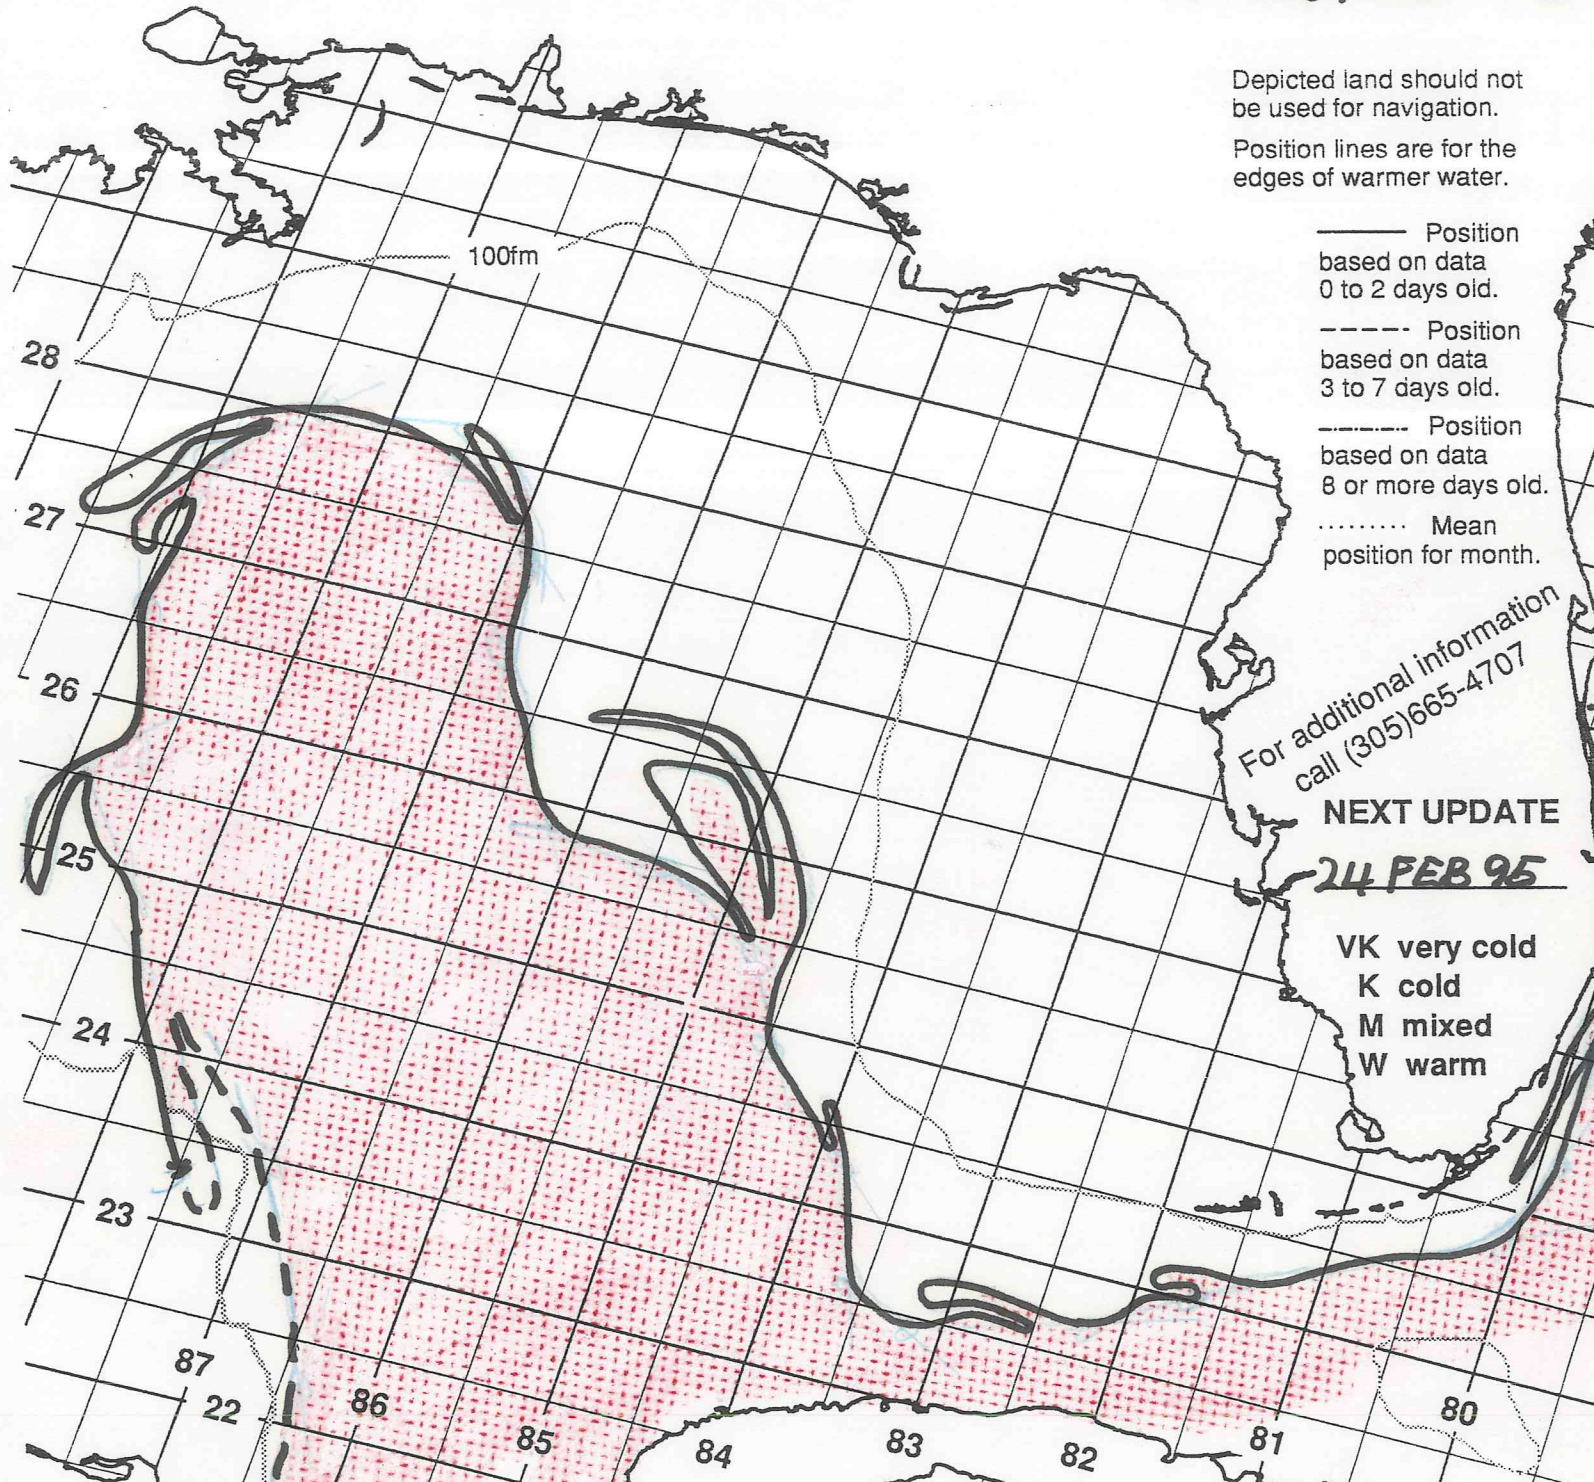 Depicted land should not
be used for navigation.
Position lines are for the
edges of warmer water.
Position
based on data
0 to 2 days old.
Position
based on data
3 to 7 days old.
Position
based on data
8 or more days old.
Mean
position for month.
For additional information
call (305)665-4707
NEXT UPDATE
24 FEB 95
VK very cold
K cold
M mixed
W warm
100fm
28
27
26
25
24
23
22
87
86
85
84
83
82
81
80